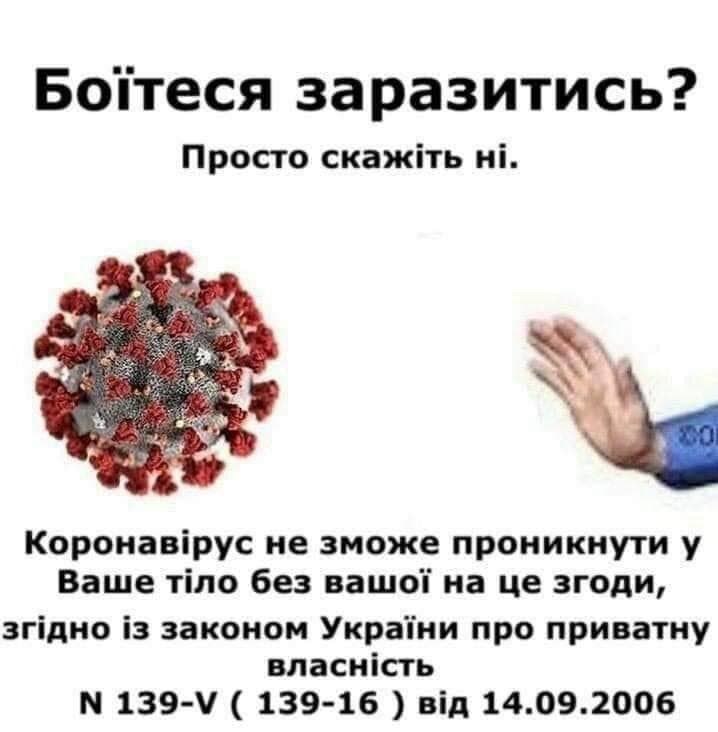 Боїтеся заразитись?
Просто скажіть ні.
Коронавірус не зможе проникнути у
Ваше тіло без вашої на це згоди,
згідно із законом України про приватну
власність
N 139-V ( 139-16 ) від 14.09.2006